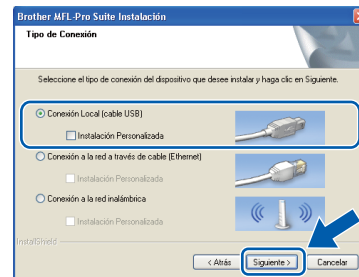 Brother MFL-Pro Suite Instalación
Tipo de Conexión
Seleccione el tipo de conexión del dispositivo que desee instalar y haga clic en Siguiente.
Conexión Local (cable USB)
Instalación Personalizada
Conexión a la red a través de cable (Ethernet)
Instalación Personalizada
Conexión a la red inalámbrica
Instalación Personalizada
InstallShield
< Atrás
Siguiente >
Cancelar